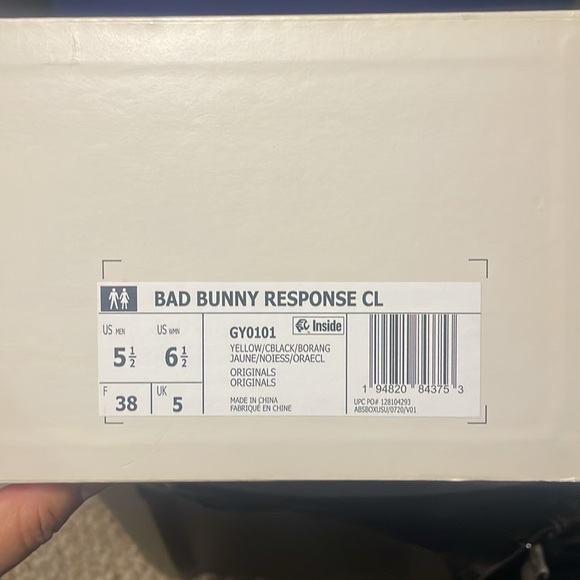 BAD BUNNY RESPONSE CL
US MEN
5 1/2
US WMN
6 1/2
F
38
UK
5
GY0101
Inside
YELLOW/CBLACK/BORANG
JAUNE/NOIESS/ORAECL
ORIGINALS
ORIGINALS
MADE IN CHINA
FABRIQUÉ EN CHINE
1 94820 84375 3
UPC PO# 128104293
ABSBOXUSU/0720/V01